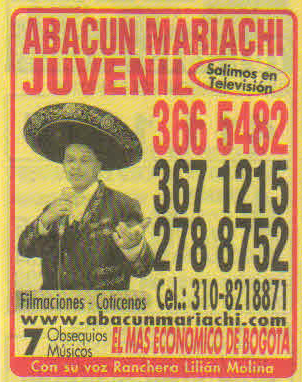 ABACUN MARIACHI
JUVENIL
Salimos en
Televisión
366 5482
367 1215
278 8752
Filmaciones - Cotícenos Cel.: 310-8218871
www.abacunmariachi.com
7 Obsequios
Músicos EL MAS ECONOMICO DE BOGOTA
Con su voz Ranchera Lilián Molina